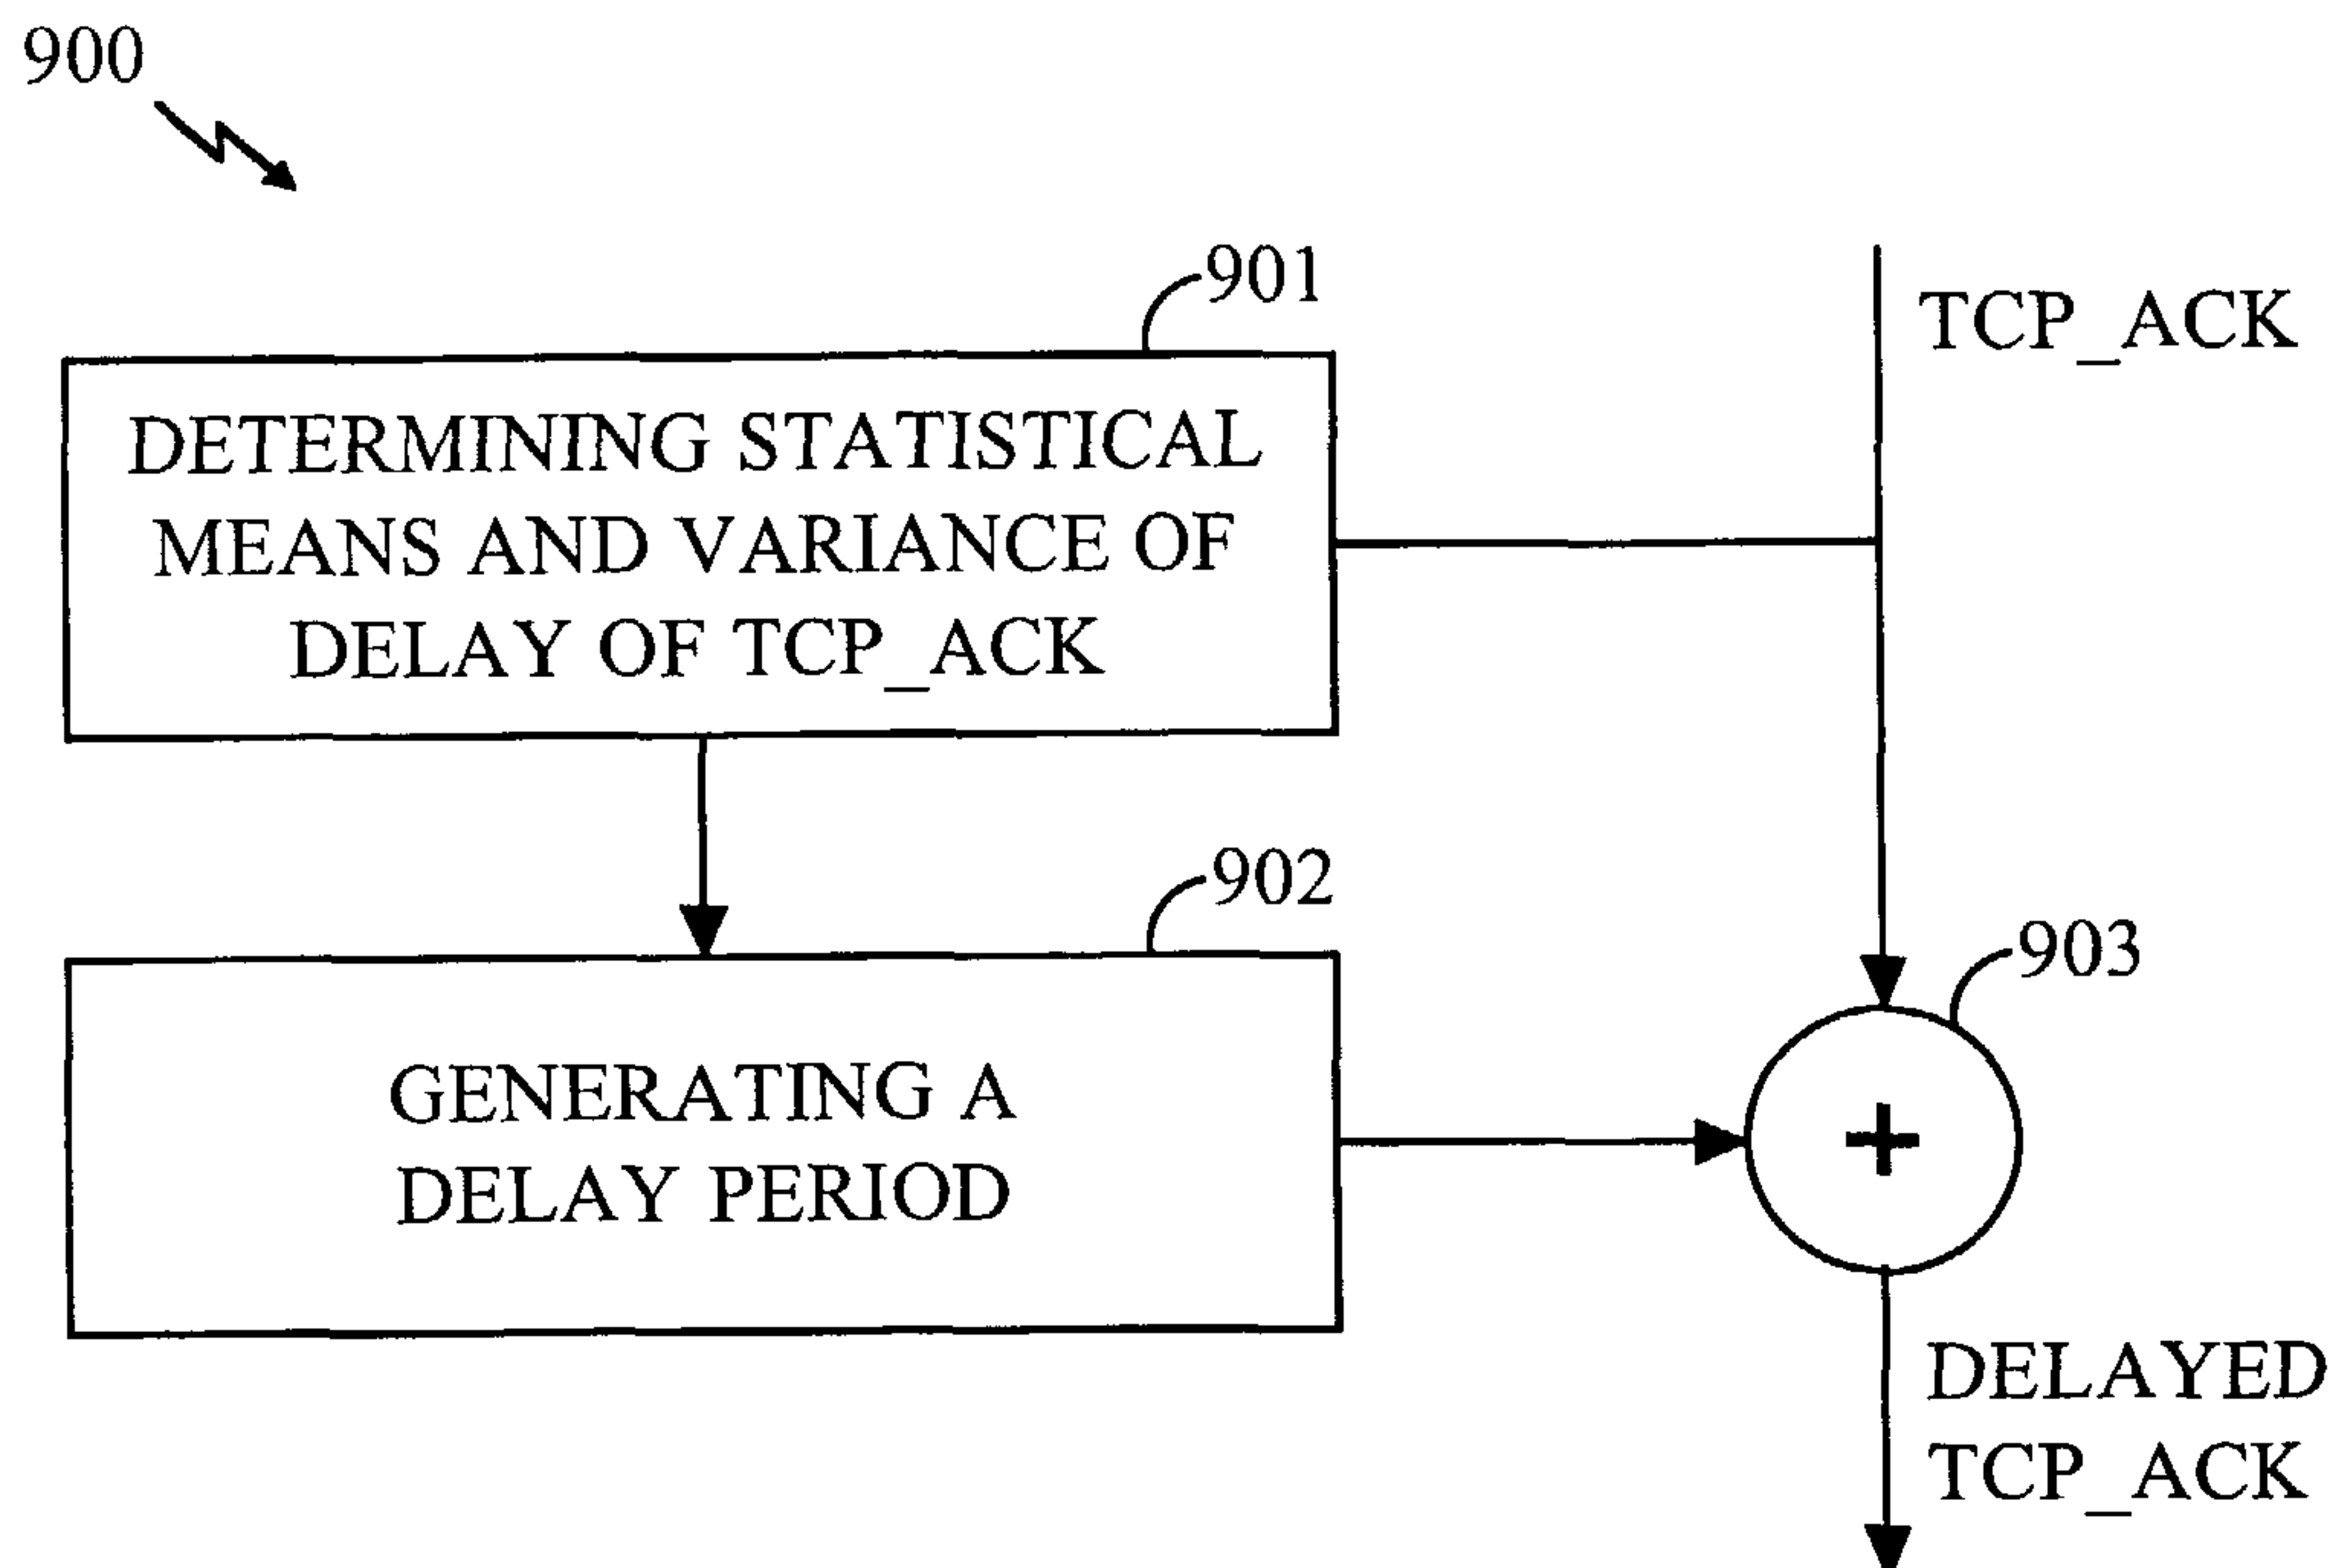 900
901
TCP_ACK
DETERMINING STATISTICAL
MEANS AND VARIANCE OF
DELAY OF TCP_ACK
902
903
GENERATING A
DELAY PERIOD
+
DELAYED
TCP_ACK